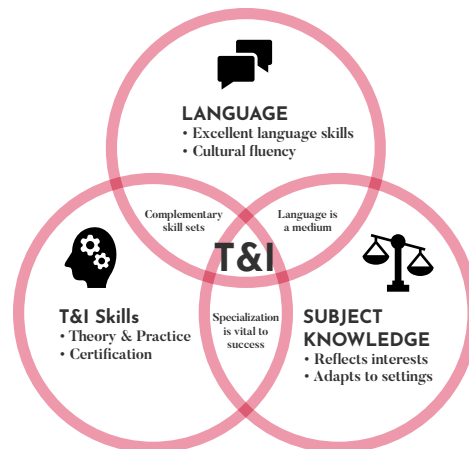 LANGUAGE
• Excellent language skills
• Cultural fluency
Complementary
skill sets
Language is
a medium
T&I
T&I Skills
• Theory & Practice
• Certification
Specialization
is vital to
success
SUBJECT
KNOWLEDGE
• Reflects interests
• Adapts to settings